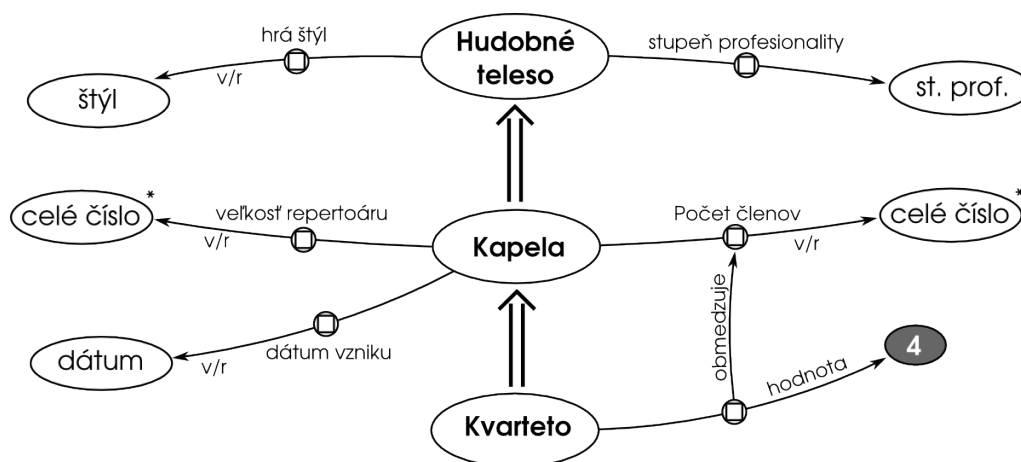 hrá štýl
Hudobné
teleso
stupeň profesionality
v/r
štýl
st. prof.
celé číslo*
veľkosť repertoáru
v/r
Kapela
Počet členov
v/r
celé číslo*
dátum
v/r
dátum vzniku
obmedzuje
hodnota
4
Kvarteto